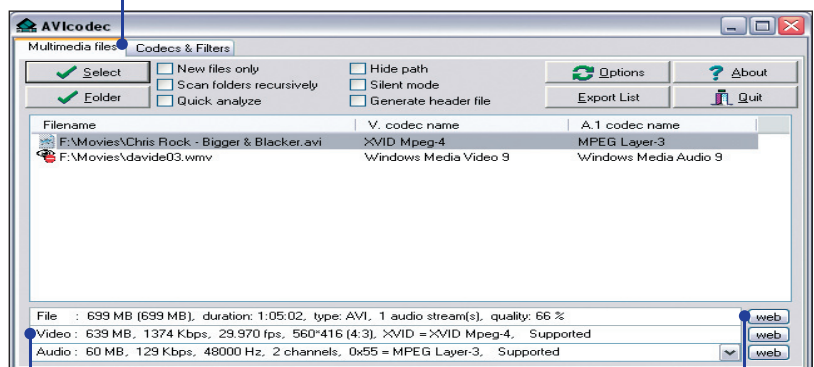 AVIcodec
Multimedia files Codecs & Filters
Select New files only Hide path Options About
Scan folders recursively Silent mode
Folder Quick analyze Generate header file Export List Quit
Filename V. codec name A.1 codec name
F:\Movies\Chris Rock - Bigger & Blacker.avi XVID Mpeg-4 MPEG Layer-3
F:\Movies\davide03.wmv Windows Media Video 9 Windows Media Audio 9
File : 699 MB (699 MB), duration: 1:05:02, type: AVI, 1 audio stream(s), quality: 66 % web
Video : 639 MB, 1374 Kbps, 29.970 fps, 560*416 (4:3), XVID = XVID Mpeg-4, Supported web
Audio : 60 MB, 129 Kbps, 48000 Hz, 2 channels, 0x55 = MPEG Layer-3, Supported web